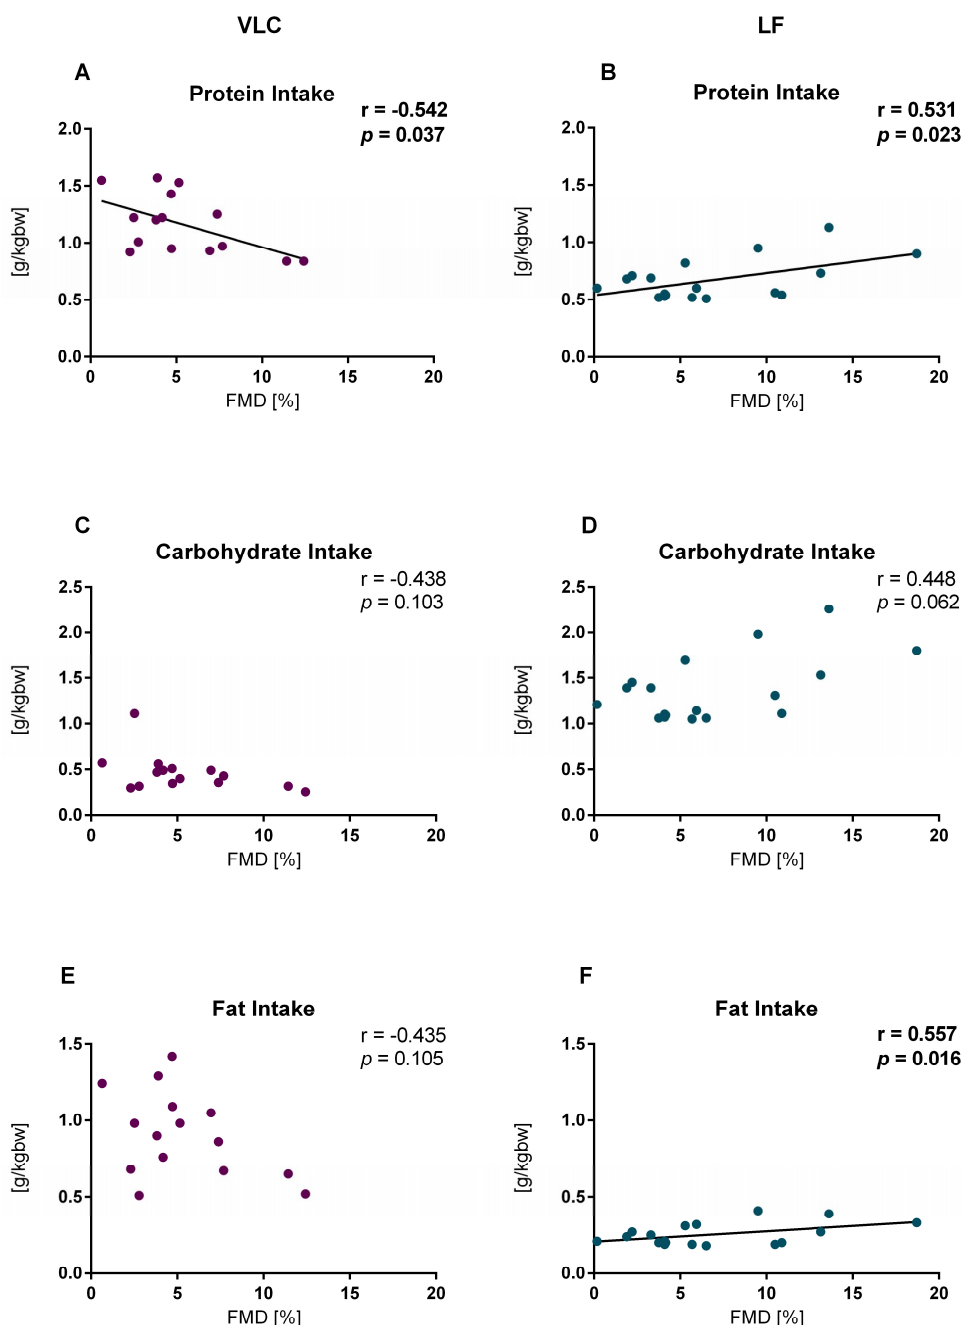 VLC
LF
A
Protein Intake
r = -0.542
p = 0.037
2.0
1.5
1.0
0.5
0.0
[g/kgbw]
0 5 10 15 20
FMD [%]
B
Protein Intake
r = 0.531
p = 0.023
2.0
1.5
1.0
0.5
0.0
[g/kgbw]
0 5 10 15 20
FMD [%]
C
Carbohydrate Intake
r = -0.438
p = 0.103
2.5
2.0
1.5
1.0
0.5
0.0
[g/kgbw]
0 5 10 15 20
FMD [%]
D
Carbohydrate Intake
r = 0.448
p = 0.062
2.5
2.0
1.5
1.0
0.5
0.0
[g/kgbw]
0 5 10 15 20
FMD [%]
E
Fat Intake
r = -0.435
p = 0.105
1.5
1.0
0.5
0.0
[g/kgbw]
0 5 10 15 20
FMD [%]
F
Fat Intake
r = 0.557
p = 0.016
1.5
1.0
0.5
0.0
[g/kgbw]
0 5 10 15 20
FMD [%]